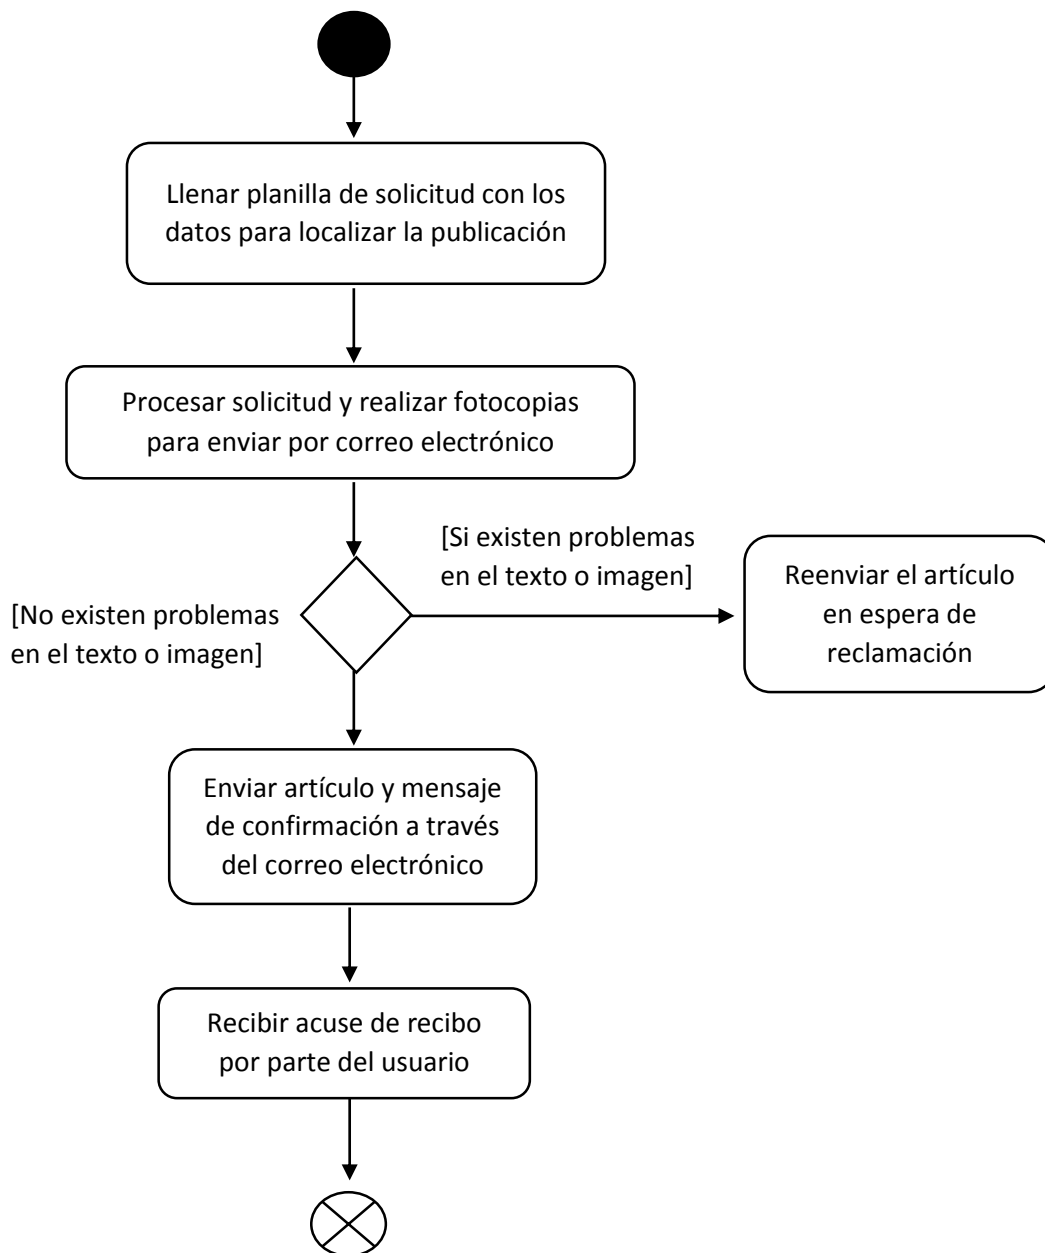 Llenar planilla de solicitud con los
datos para localizar la publicación
Procesar solicitud y realizar fotocopias
para enviar por correo electrónico
[Si existen problemas
en el texto o imagen]
Reenviar el artículo
en espera de
reclamación
[No existen problemas
en el texto o imagen]
Enviar artículo y mensaje
de confirmación a través
del correo electrónico
Recibir acuse de recibo
por parte del usuario